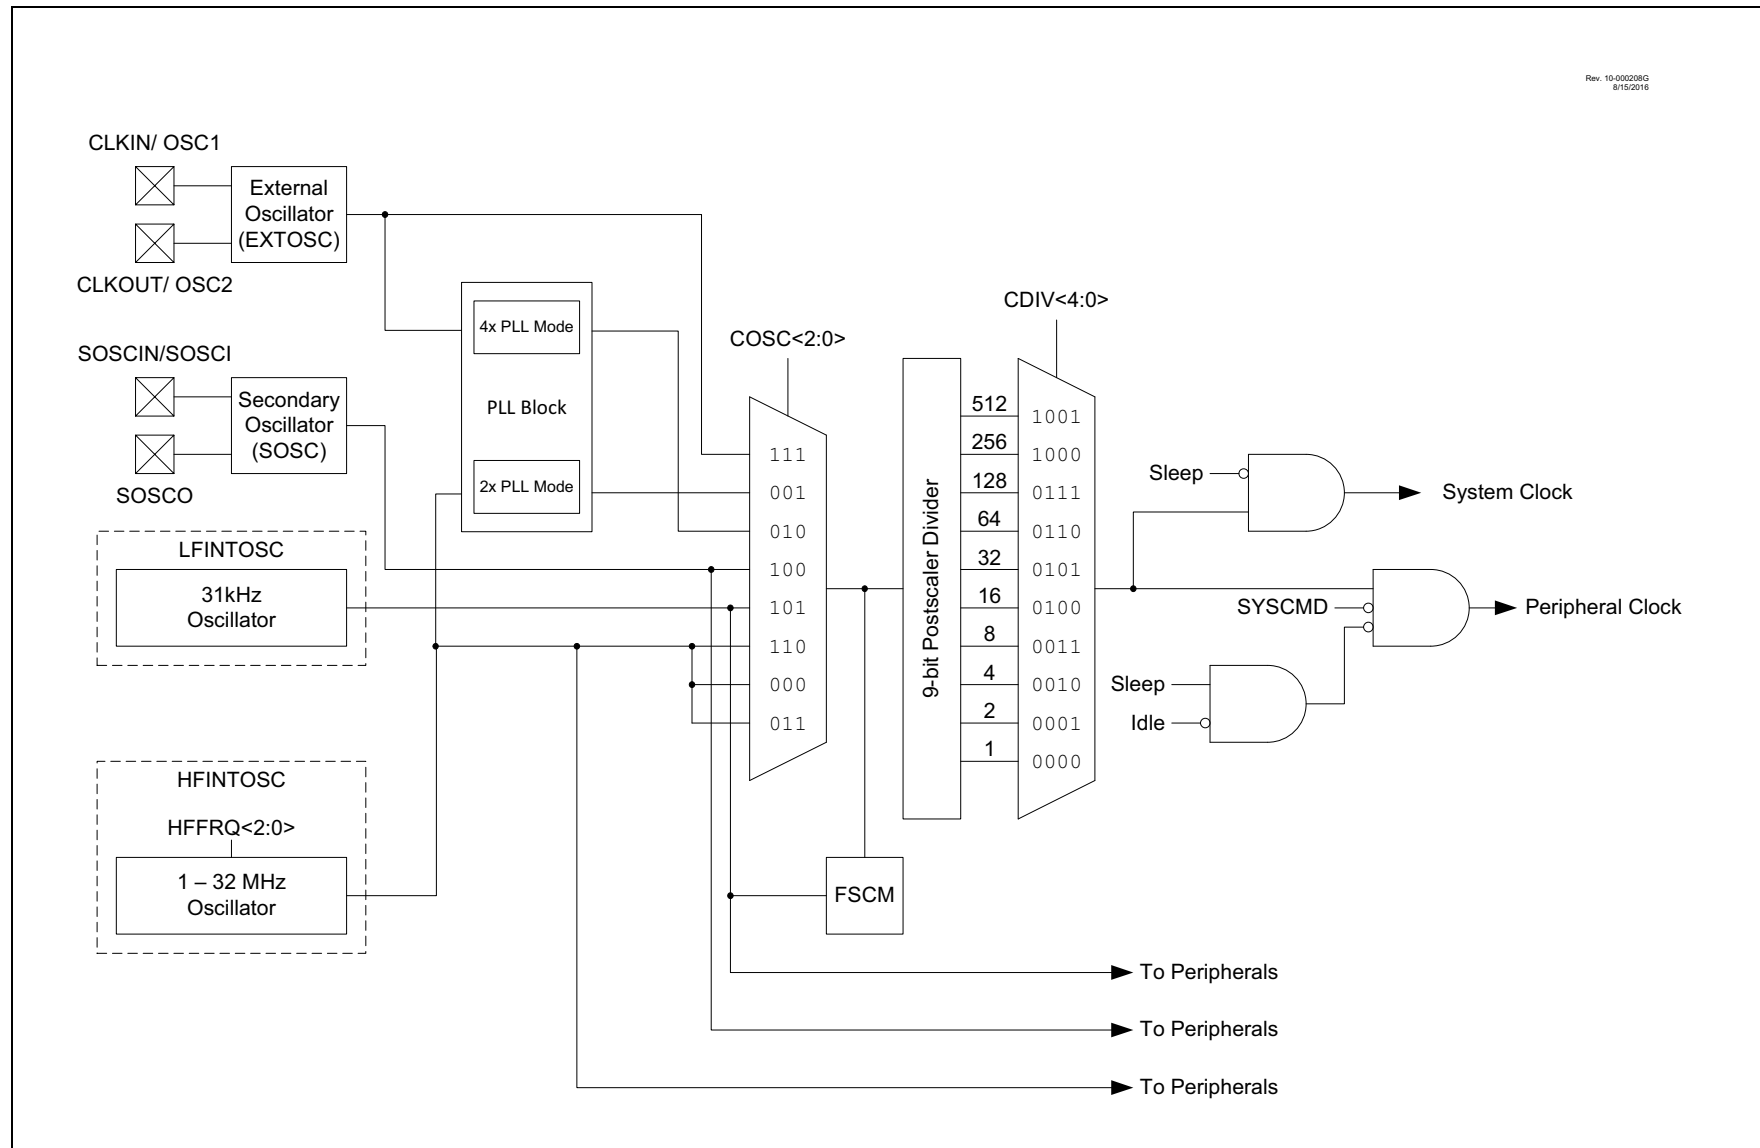 Rev. 10-000208G
8/15/2016
CLKIN/ OSC1
External
Oscillator
(EXTOSC)
CLKOUT/ OSC2
SOSCIN/SOSCI
Secondary
Oscillator
(SOSC)
SOSCO
LFINTOSC
31kHz
Oscillator
HFINTOSC
HFFRQ<2:0>
1 – 32 MHz
Oscillator
4x PLL Mode
PLL Block
2x PLL Mode
COSC<2:0>
111
001
010
100
101
110
000
011
FSCM
9-bit Postscaler Divider
512
256
128
64
32
16
8
4
2
1
CDIV<4:0>
1001
1000
0111
0110
0101
0100
0011
0010
0001
0000
Sleep
System Clock
SYSCMD
Peripheral Clock
Sleep
Idle
To Peripherals
To Peripherals
To Peripherals